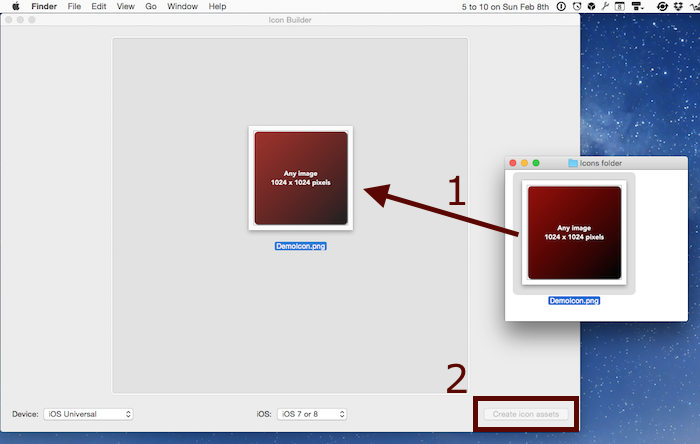 Finder File Edit View Go Window Help
5 to 10 on Sun Feb 8th
8
Icon Builder
Any image
1024 x 1024 pixels
DemoIcon.png
1
Icons folder
Any image
1024 x 1024 pixels
DemoIcon.png
2
Device: iOS Universal
iOS: iOS 7 or 8
Create icon assets